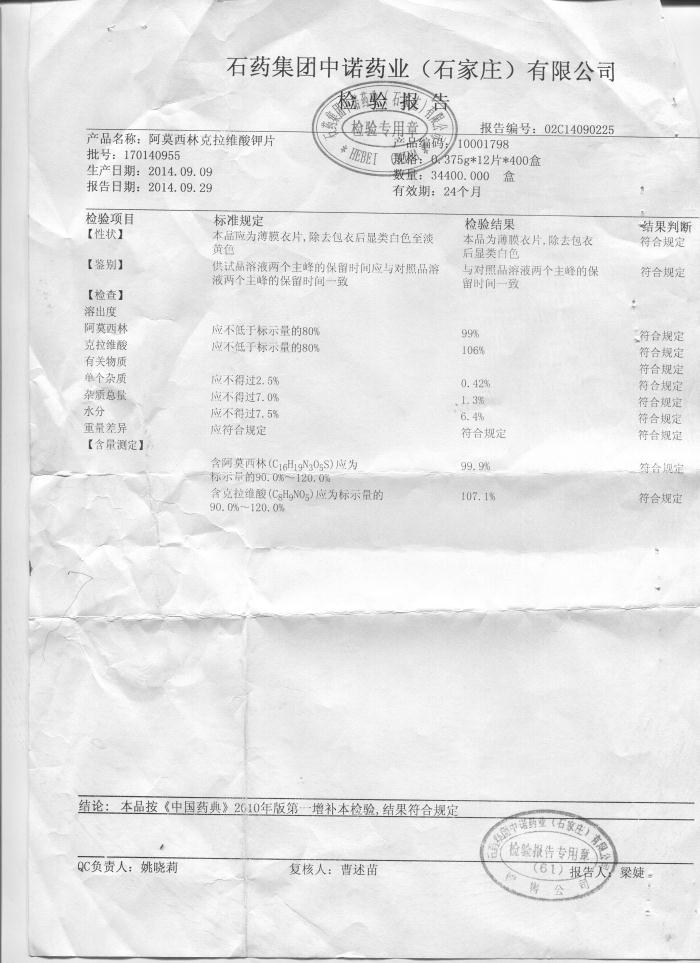 石药集团中诺药业（石家庄）有限公司
检 验 报 告
检验专用章
* HEBEI *
报告编号：02C14090225
产品名称：阿莫西林克拉维酸钾片
产品编码：10001798
批号：170140955
规格：0.375g*12片*400盒
生产日期：2014.09.09
数量：34400.000 盒
报告日期：2014.09.29
有效期：24个月
检验项目 标准规定 检验结果 结果判断
【性状】 本品应为薄膜衣片,除去包衣后显类白色至淡 本品为薄膜衣片,除去包衣 符合规定
黄色 后显类白色
【鉴别】 供试品溶液两个主峰的保留时间应与对照品溶 与对照品溶液两个主峰的保 符合规定
液两个主峰的保留时间一致 留时间一致
【检查】
溶出度
阿莫西林 应不低于标示量的80% 99% 符合规定
克拉维酸 应不低于标示量的80% 106% 符合规定
有关物质 符合规定
单个杂质 应不得过2.5% 0.42% 符合规定
杂质总量 应不得过7.0% 1.3% 符合规定
水分 应不得过7.5% 6.4% 符合规定
重量差异 应符合规定 符合规定 符合规定
【含量测定】
含阿莫西林(C16H19N3O5S)应为 99.9% 符合规定
标示量的90.0%～120.0%
含克拉维酸(C8H9NO5)应为标示量的 107.1% 符合规定
90.0%～120.0%
结论: 本品按《中国药典》2010年版第一增补本检验,结果符合规定
石药集团中诺药业（石家庄）有限公司
检验报告专用章
(61)
销售公司
QC负责人：姚晓莉 复核人：曹述苗 报告人：梁婕